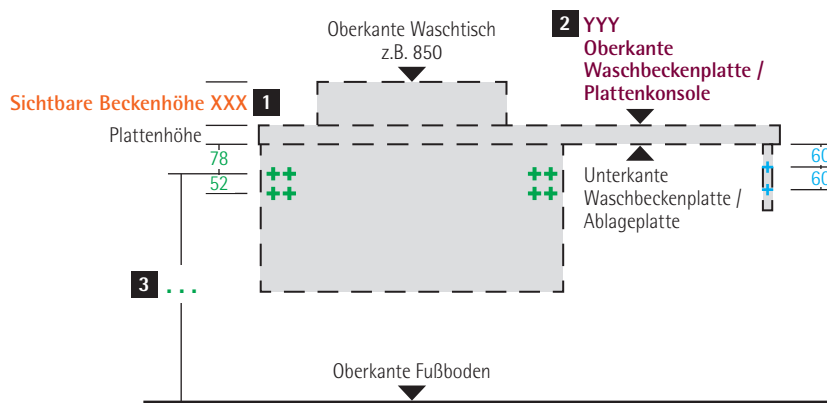 Oberkante Waschtisch
z.B. 850
2 YYY
Oberkante
Waschbeckenplatte /
Plattenkonsole
Sichtbare Beckenhöhe XXX 1
Plattenhöhe
78
52
60
60
Unterkante
Waschbeckenplatte /
Ablageplatte
3 ...
Oberkante Fußboden